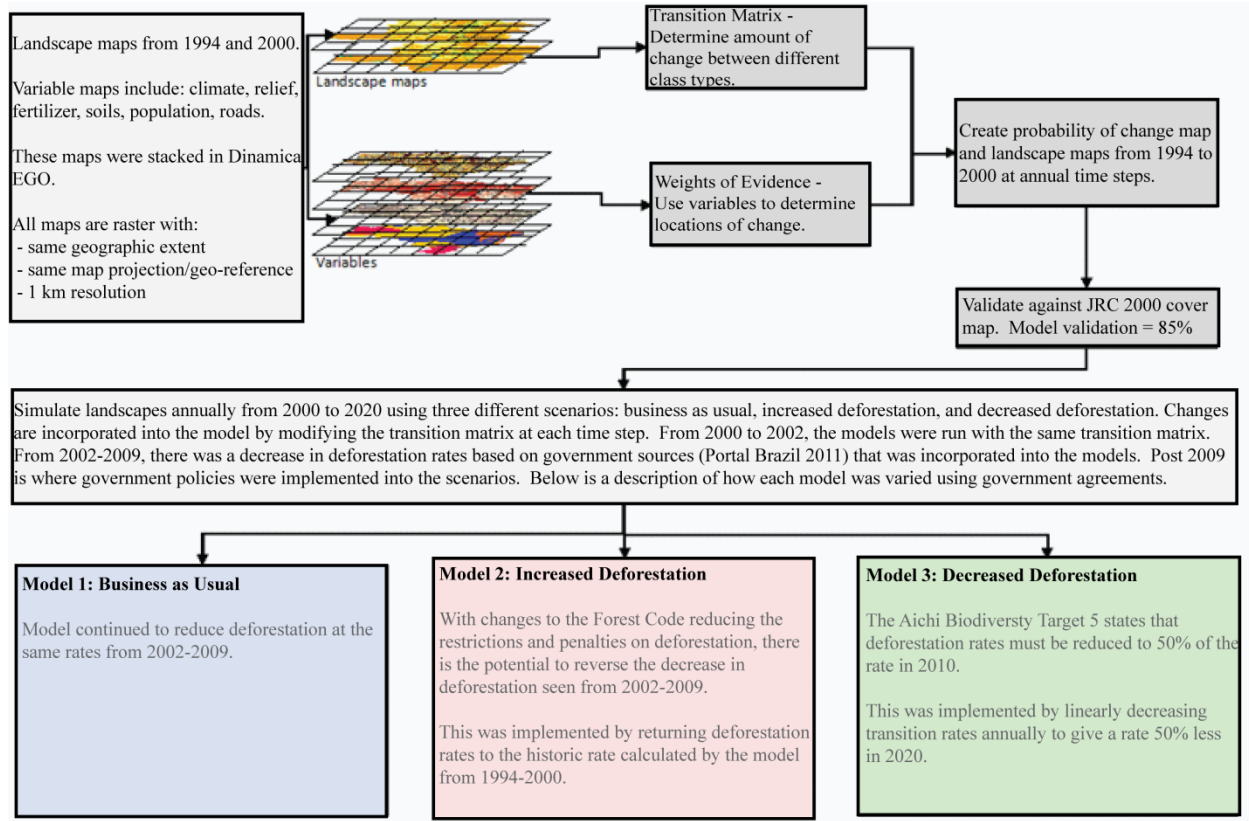 Landscape maps from 1994 and 2000.
Variable maps include: climate, relief,
fertilizer, soils, population, roads.
These maps were stacked in Dinamica
EGO.
All maps are raster with:
- same geographic extent
- same map projection/geo-reference
- 1 km resolution
Landscape maps
Variables
Transition Matrix -
Determine amount of
change between different
class types.
Weights of Evidence -
Use variables to determine
locations of change.
Create probability of change map
and landscape maps from 1994 to
2000 at annual time steps.
Validate against JRC 2000 cover
map. Model validation = 85%
Simulate landscapes annually from 2000 to 2020 using three different scenarios: business as usual, increased deforestation, and decreased deforestation. Changes
are incorporated into the model by modifying the transition matrix at each time step. From 2000 to 2002, the models were run with the same transition matrix.
From 2002-2009, there was a decrease in deforestation rates based on government sources (Portal Brazil 2011) that was incorporated into the models. Post 2009
is where government policies were implemented into the scenarios. Below is a description of how each model was varied using government agreements.
Model 1: Business as Usual
Model continued to reduce deforestation at the
same rates from 2002-2009.
Model 2: Increased Deforestation
With changes to the Forest Code reducing the
restrictions and penalties on deforestation, there
is the potential to reverse the decrease in
deforestation seen from 2002-2009.
This was implemented by returning deforestation
rates to the historic rate calculated by the model
from 1994-2000.
Model 3: Decreased Deforestation
The Aichi Biodiversty Target 5 states that
deforestation rates must be reduced to 50% of the
rate in 2010.
This was implemented by linearly decreasing
transition rates annually to give a rate 50% less
in 2020.